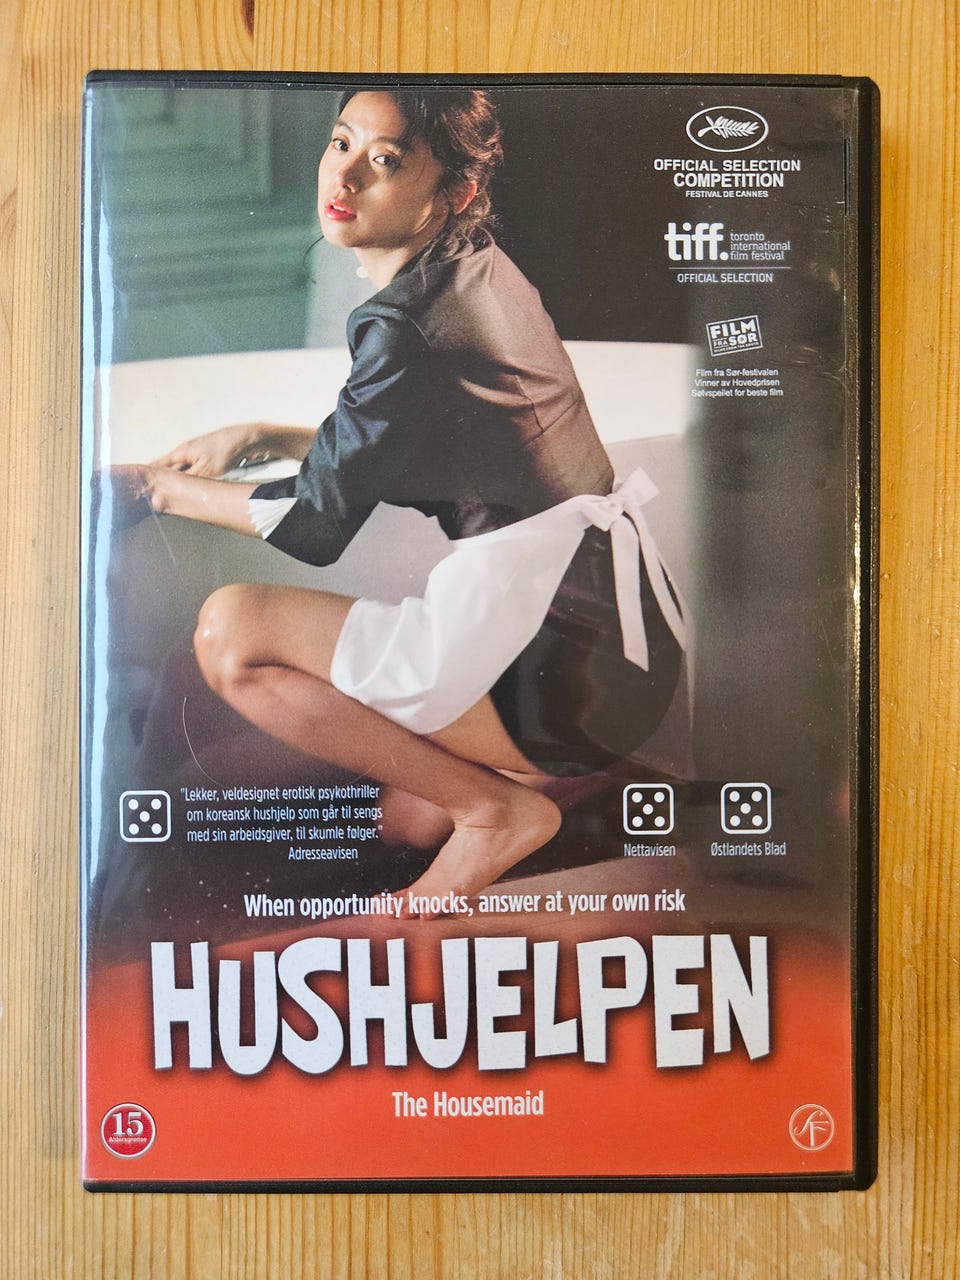 OFFICIAL SELECTION
COMPETITION
FESTIVAL DE CANNES
tiff. toronto
international
film festival
OFFICIAL SELECTION
FILM
FRA SØR
Film fra Sør-festivalen
Vinner av Hovedprisen
Sølvspeilet for beste film
"Lekker, veldesignet erotisk psykothriller
om koreansk hushjelp som går til sengs
med sin arbeidsgiver, til skumle følger."
Adresseavisen
Nettavisen
Østlandets Blad
When opportunity knocks, answer at your own risk
HUSHJELPEN
The Housemaid
15
Aldersgrense
SF